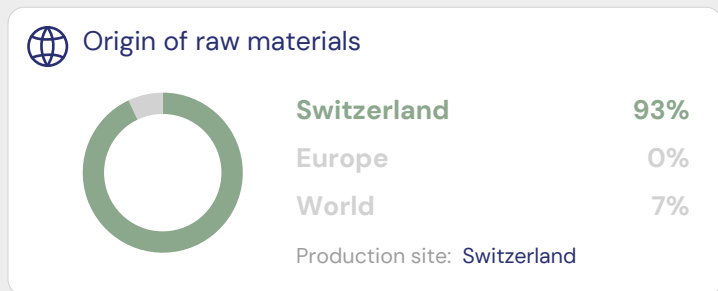 Origin of raw materials
Switzerland 93%
Europe 0%
World 7%
Production site: Switzerland